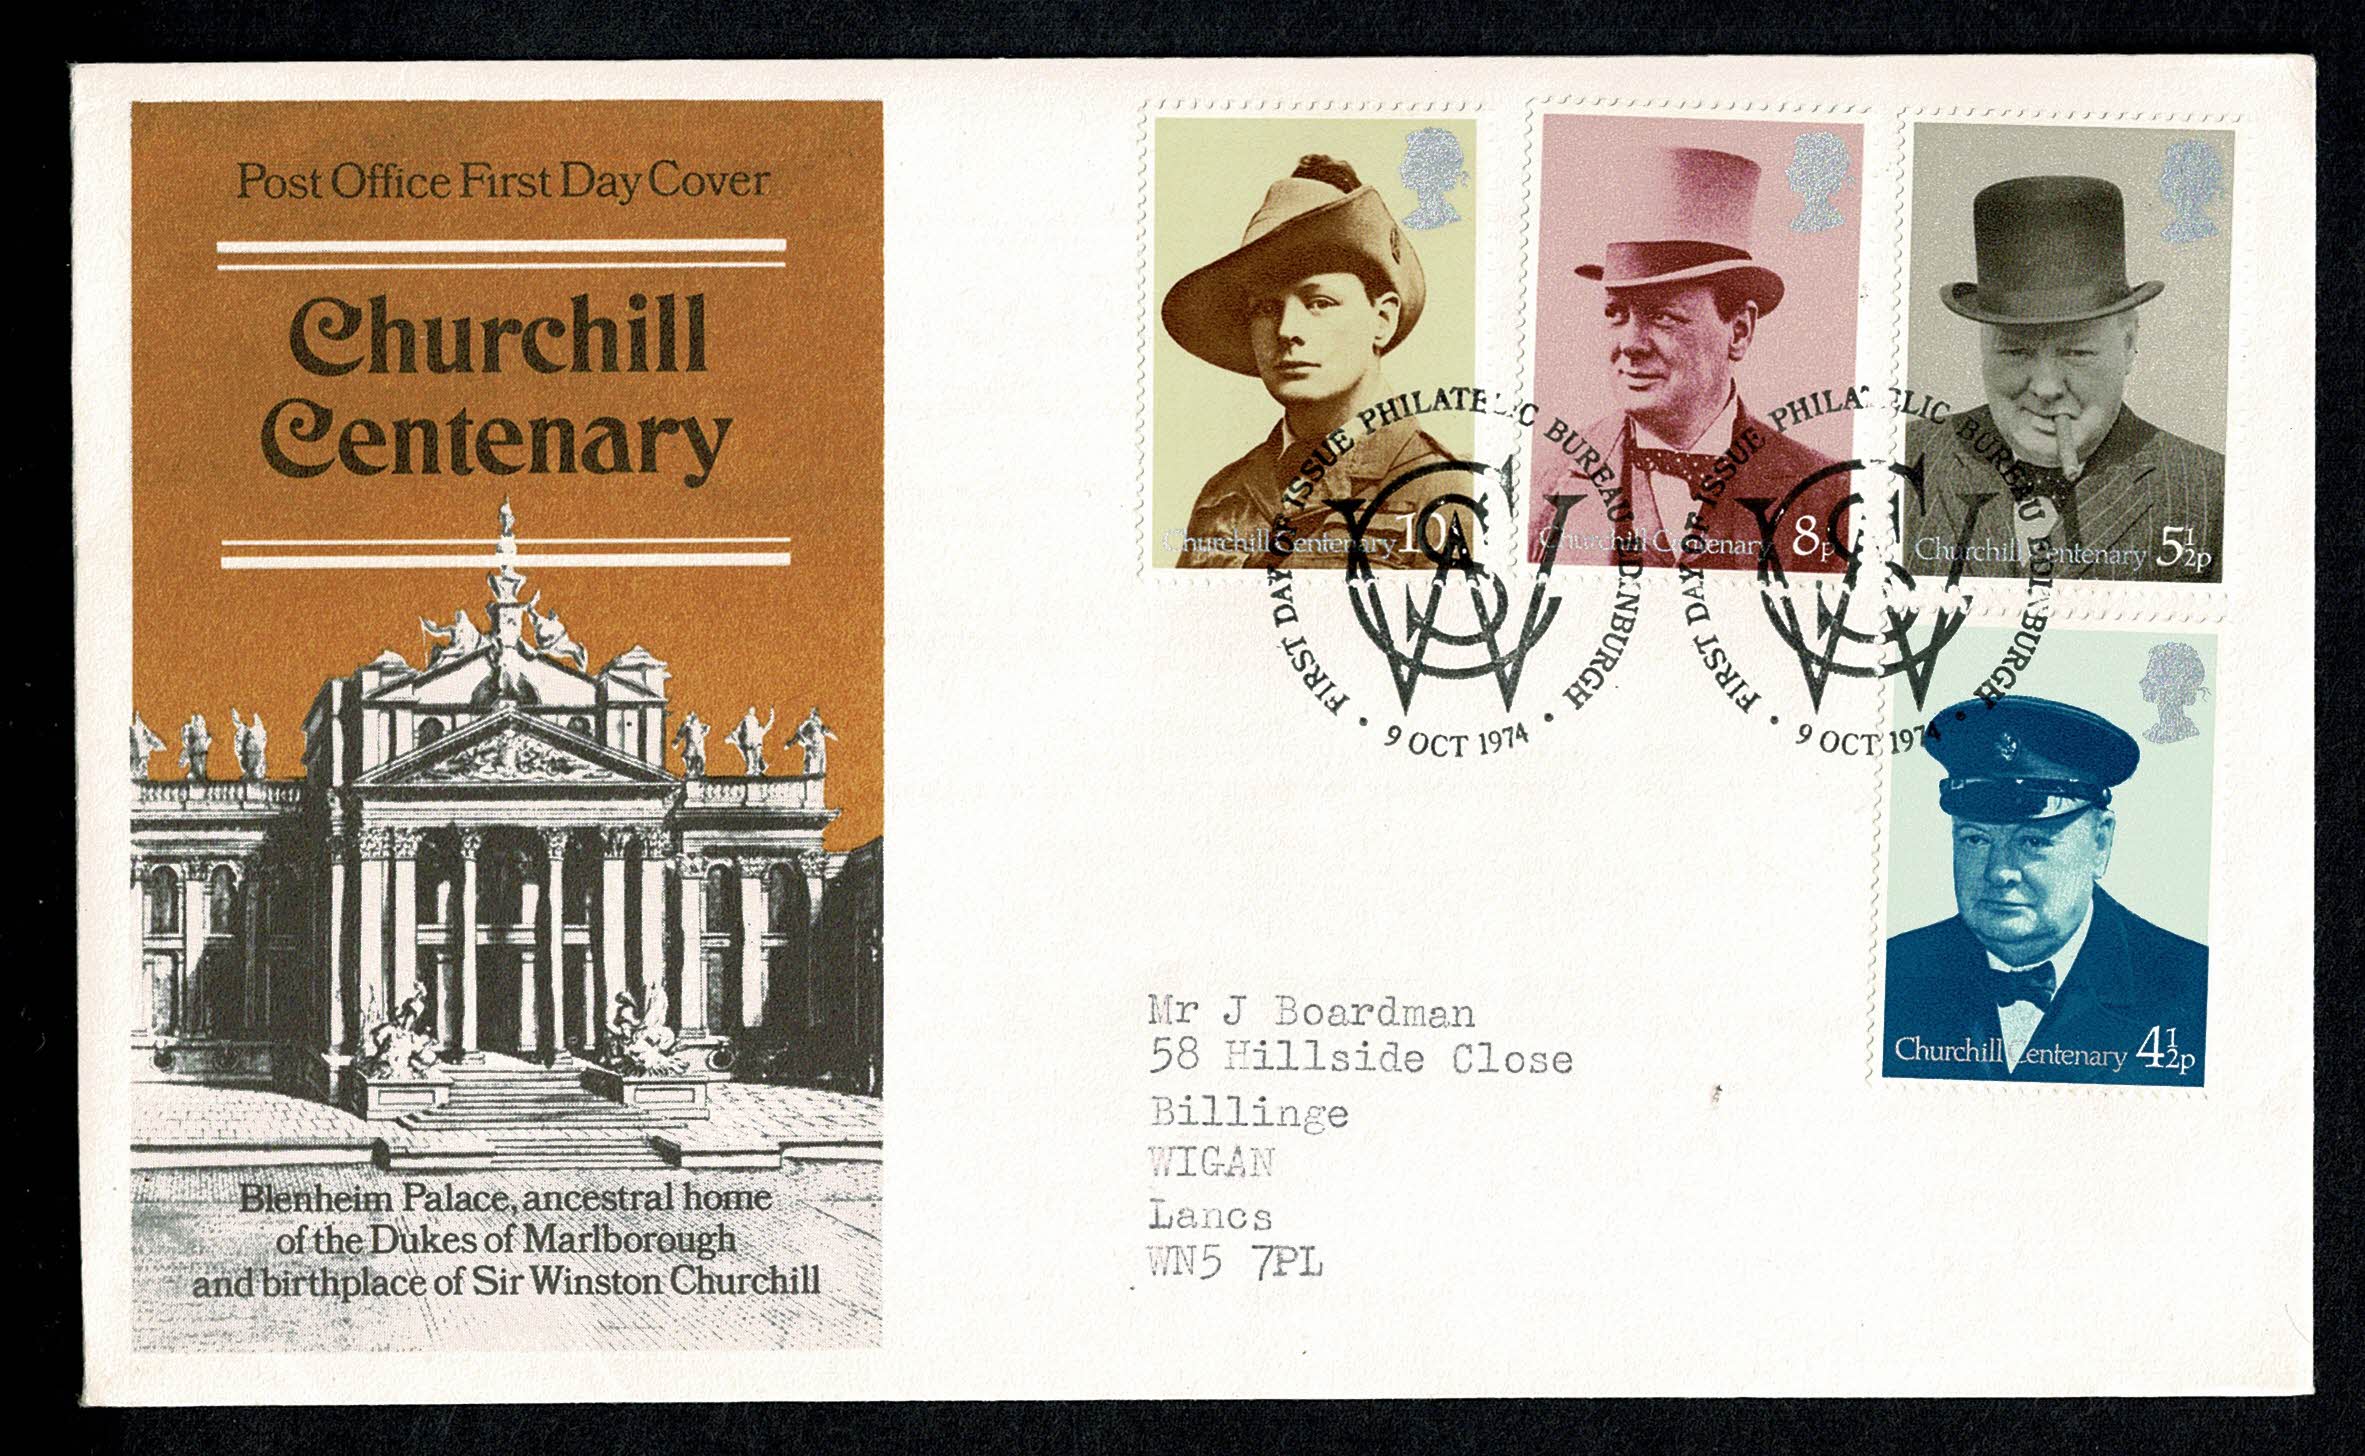 Post Office First Day Cover
Churchill
Centenary
Blenheim Palace, ancestral home
of the Dukes of Marlborough
and birthplace of Sir Winston Churchill
Churchill Centenary 10p
Churchill Centenary 8p
Churchill Centenary 5½p
Churchill Centenary 4½p
FIRST DAY OF ISSUE PHILATELIC BUREAU EDINBURGH
• 9 OCT 1974 •
FIRST DAY OF ISSUE PHILATELIC BUREAU EDINBURGH
• 9 OCT 1974 •
Mr J Boardman
58 Hillside Close
Billinge
WIGAN
Lancs
WN5 7PL